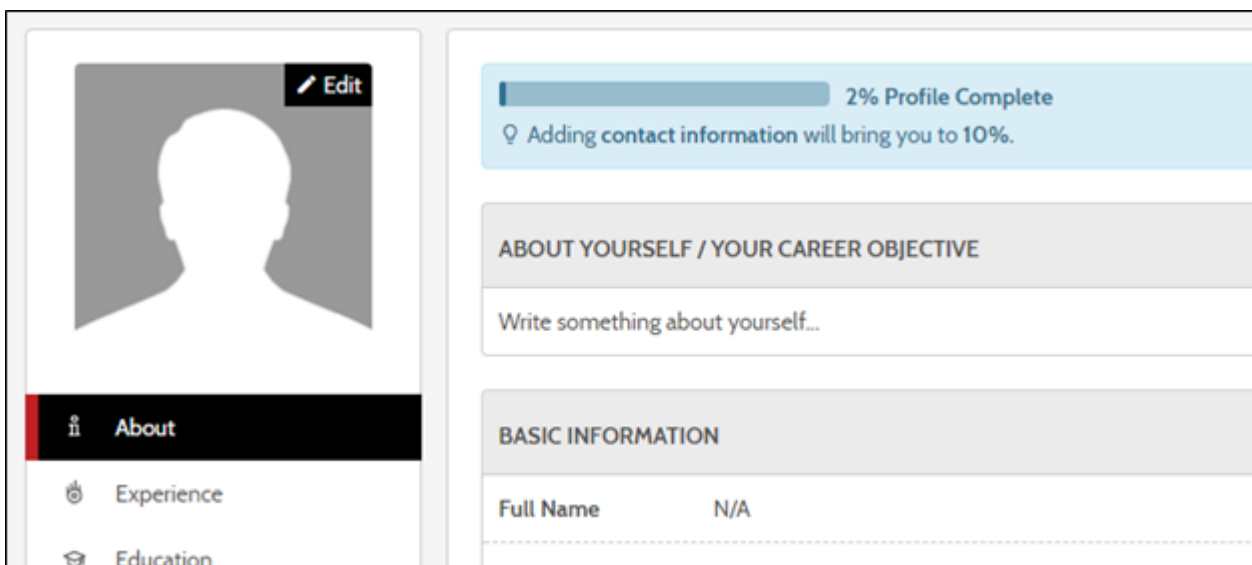 Edit
About
Experience
Education
2% Profile Complete
Adding contact information will bring you to 10%.
ABOUT YOURSELF / YOUR CAREER OBJECTIVE
Write something about yourself...
BASIC INFORMATION
Full Name N/A